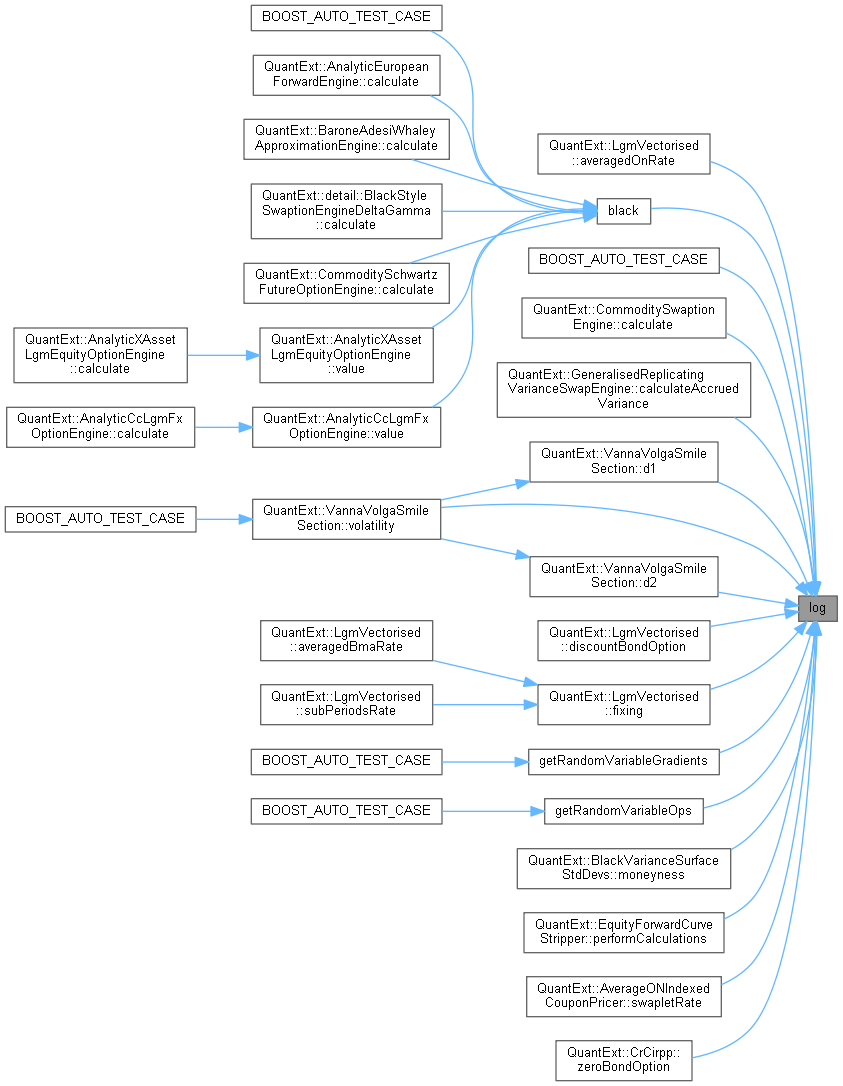 BOOST_AUTO_TEST_CASE
QuantExt::AnalyticEuropean
ForwardEngine::calculate
QuantExt::BaroneAdesiWhaley
ApproximationEngine::calculate
QuantExt::detail::BlackStyle
SwaptionEngineDeltaGamma
::calculate
QuantExt::CommoditySchwartz
FutureOptionEngine::calculate
QuantExt::AnalyticXAsset
LgmEquityOptionEngine
::calculate
QuantExt::AnalyticXAsset
LgmEquityOptionEngine
::value
QuantExt::AnalyticCcLgmFx
OptionEngine::calculate
QuantExt::AnalyticCcLgmFx
OptionEngine::value
BOOST_AUTO_TEST_CASE
QuantExt::VannaVolgaSmile
Section::volatility
QuantExt::LgmVectorised
::averagedBmaRate
QuantExt::LgmVectorised
::subPeriodsRate
BOOST_AUTO_TEST_CASE
BOOST_AUTO_TEST_CASE
QuantExt::LgmVectorised
::averagedOnRate
black
BOOST_AUTO_TEST_CASE
QuantExt::CommoditySwaption
Engine::calculate
QuantExt::GeneralisedReplicating
VarianceSwapEngine::calculateAccrued
Variance
QuantExt::VannaVolgaSmile
Section::d1
QuantExt::VannaVolgaSmile
Section::d2
QuantExt::LgmVectorised
::discountBondOption
QuantExt::LgmVectorised
::fixing
getRandomVariableGradients
getRandomVariableOps
QuantExt::BlackVarianceSurface
StdDevs::moneyness
QuantExt::EquityForwardCurve
Stripper::performCalculations
QuantExt::AverageONIndexed
CouponPricer::swapletRate
QuantExt::CrCirpp::
zeroBondOption
log